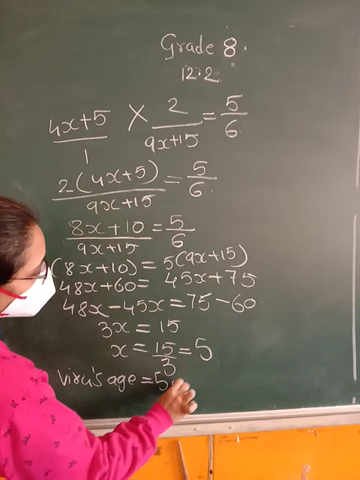 Grade 8.
12.2
4x+5/1 × 2/9x+15 = 5/6
2(4x+5)/9x+15 = 5/6.
8x+10/9x+15 = 5/6
(8x+10) = 5(9x+15)
48x+60= 45x+75
48x-45x=75-60
3x = 15
x = 15/3 = 5
Viru's age = 5